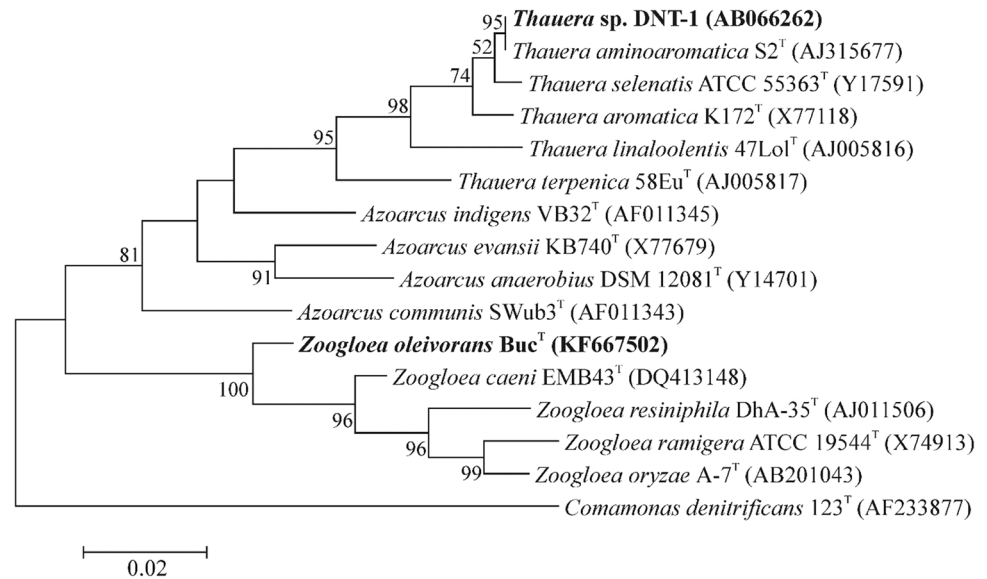 95
Thauera sp. DNT-1 (AB066262)
52
Thauera aminoaromatica S2ᵀ (AJ315677)
74
Thauera selenatis ATCC 55363ᵀ (Y17591)
98
Thauera aromatica K172ᵀ (X77118)
95
Thauera linaloolentis 47Lolᵀ (AJ005816)
Thauera terpenica 58Euᵀ (AJ005817)
Azoarcus indigens VB32ᵀ (AF011345)
81
Azoarcus evansii KB740ᵀ (X77679)
91
Azoarcus anaerobius DSM 12081ᵀ (Y14701)
Azoarcus communis SWub3ᵀ (AF011343)
Zoogloea oleivorans Bucᵀ (KF667502)
100
Zoogloea caeni EMB43ᵀ (DQ413148)
96
Zoogloea resiniphila DhA-35ᵀ (AJ011506)
96
Zoogloea ramigera ATCC 19544ᵀ (X74913)
99
Zoogloea oryzae A-7ᵀ (AB201043)
Comamonas denitrificans 123ᵀ (AF233877)
0.02